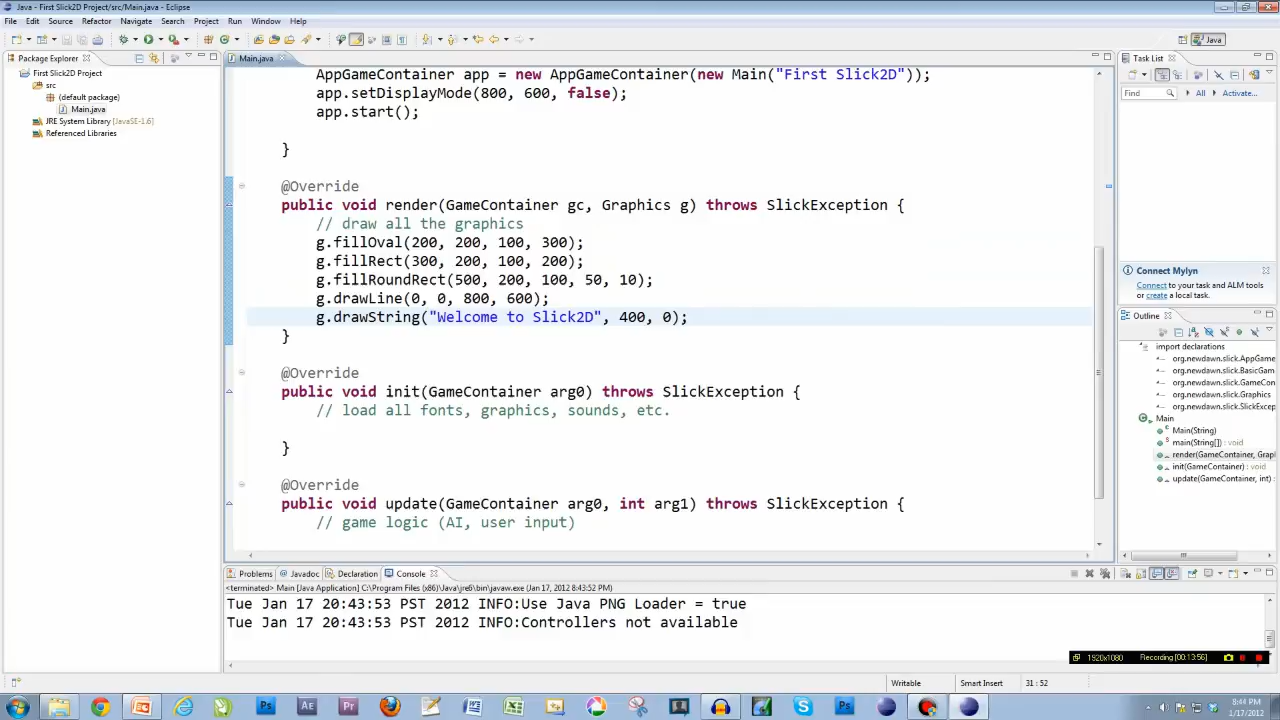 Java - First Slick2D Project/src/Main.java - Eclipse
File Edit Source Refactor Navigate Search Project Run Window Help
Java
Package Explorer
First Slick2D Project
src
(default package)
Main.java
JRE System Library [JavaSE-1.6]
Referenced Libraries
Main.java
AppGameContainer app = new AppGameContainer(new Main("First Slick2D"));
app.setDisplayMode(800, 600, false);
app.start();
}
@Override
public void render(GameContainer gc, Graphics g) throws SlickException {
// draw all the graphics
g.fillOval(200, 200, 100, 300);
g.fillRect(300, 200, 100, 200);
g.fillRoundRect(500, 200, 100, 50, 10);
g.drawLine(0, 0, 800, 600);
g.drawString("Welcome to Slick2D", 400, 0);
}
@Override
public void init(GameContainer arg0) throws SlickException {
// load all fonts, graphics, sounds, etc.
}
@Override
public void update(GameContainer arg0, int arg1) throws SlickException {
// game logic (AI, user input)
Task List
Find All Activate...
Connect Mylyn
Connect to your task and ALM tools
or create a local task.
Outline
import declarations
org.newdawn.slick.AppGame
org.newdawn.slick.BasicGam
org.newdawn.slick.GameCon
org.newdawn.slick.Graphics
org.newdawn.slick.SlickExcep
Main
Main(String)
main(String[]) : void
render(GameContainer, Grap
init(GameContainer) : void
update(GameContainer, int) :
Problems Javadoc Declaration Console
<terminated> Main [Java Application] C:\Program Files (x86)\Java\jre6\bin\javaw.exe (Jan 17, 2012 8:43:52 PM)
Tue Jan 17 20:43:53 PST 2012 INFO:Use Java PNG Loader = true
Tue Jan 17 20:43:53 PST 2012 INFO:Controllers not available
1920x1080 Recording [00:13:56]
Writable Smart Insert 31 : 52
8:44 PM
1/17/2012